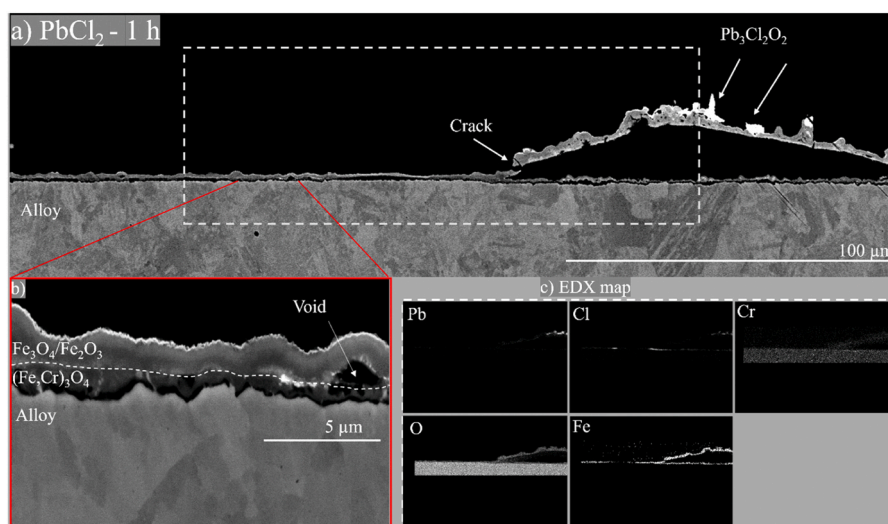 a) PbCl₂ - 1 h
Pb₃Cl₂O₂
Crack
Alloy
100 µm
b)
Void
Fe₃O₄/Fe₂O₃
(Fe,Cr)₃O₄
Alloy
5 µm
c) EDX map
Pb
Cl
Cr
O
Fe